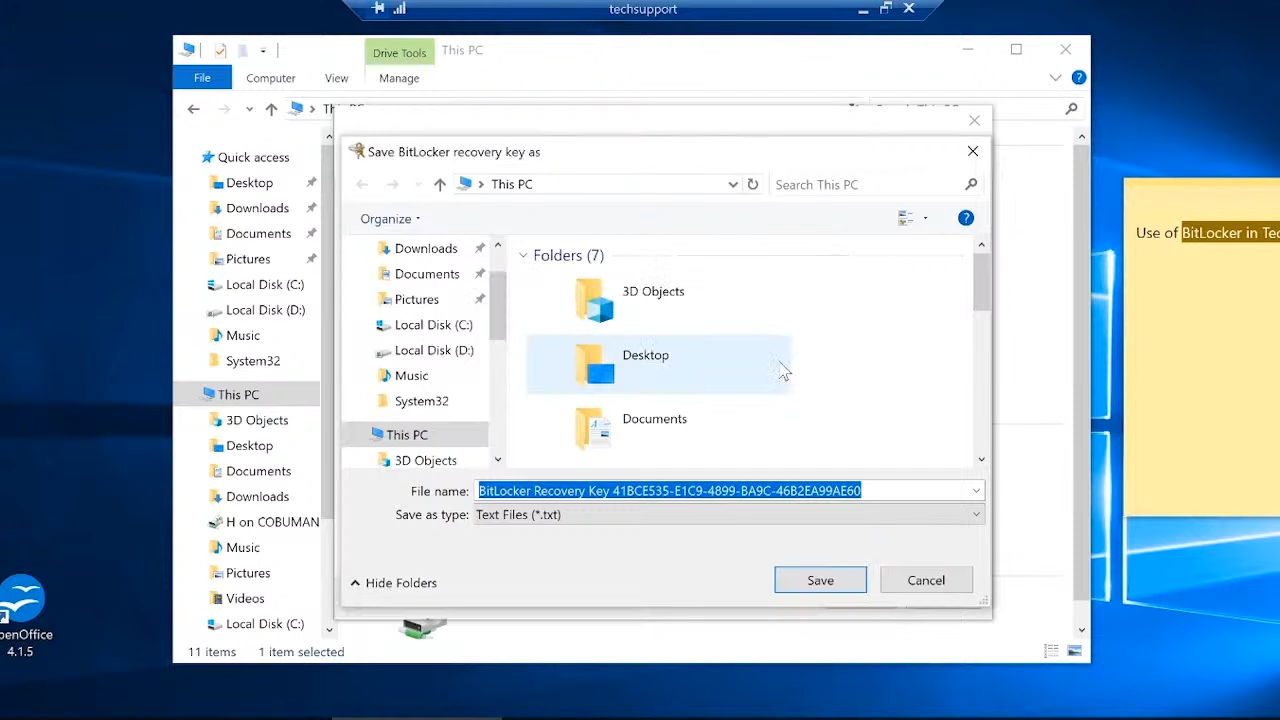 techsupport
Drive Tools
This PC
File
Computer
View
Manage
Save BitLocker recovery key as
This PC
Search This PC
Organize
Quick access
Desktop
Downloads
Documents
Pictures
Local Disk (C:)
Local Disk (D:)
Music
System32
This PC
3D Objects
Desktop
Documents
Downloads
H on COBUMAN
Music
Pictures
Videos
Local Disk (C:)
Downloads
Documents
Pictures
Local Disk (C:)
Local Disk (D:)
Music
System32
This PC
3D Objects
Folders (7)
3D Objects
Desktop
Documents
File name:
BitLocker Recovery Key 41BCE535-E1C9-4899-BA9C-46B2EA99AE60
Save as type:
Text Files (*.txt)
Hide Folders
Save
Cancel
11 items
1 item selected
Use of BitLocker in Tec
penOffice
4.1.5